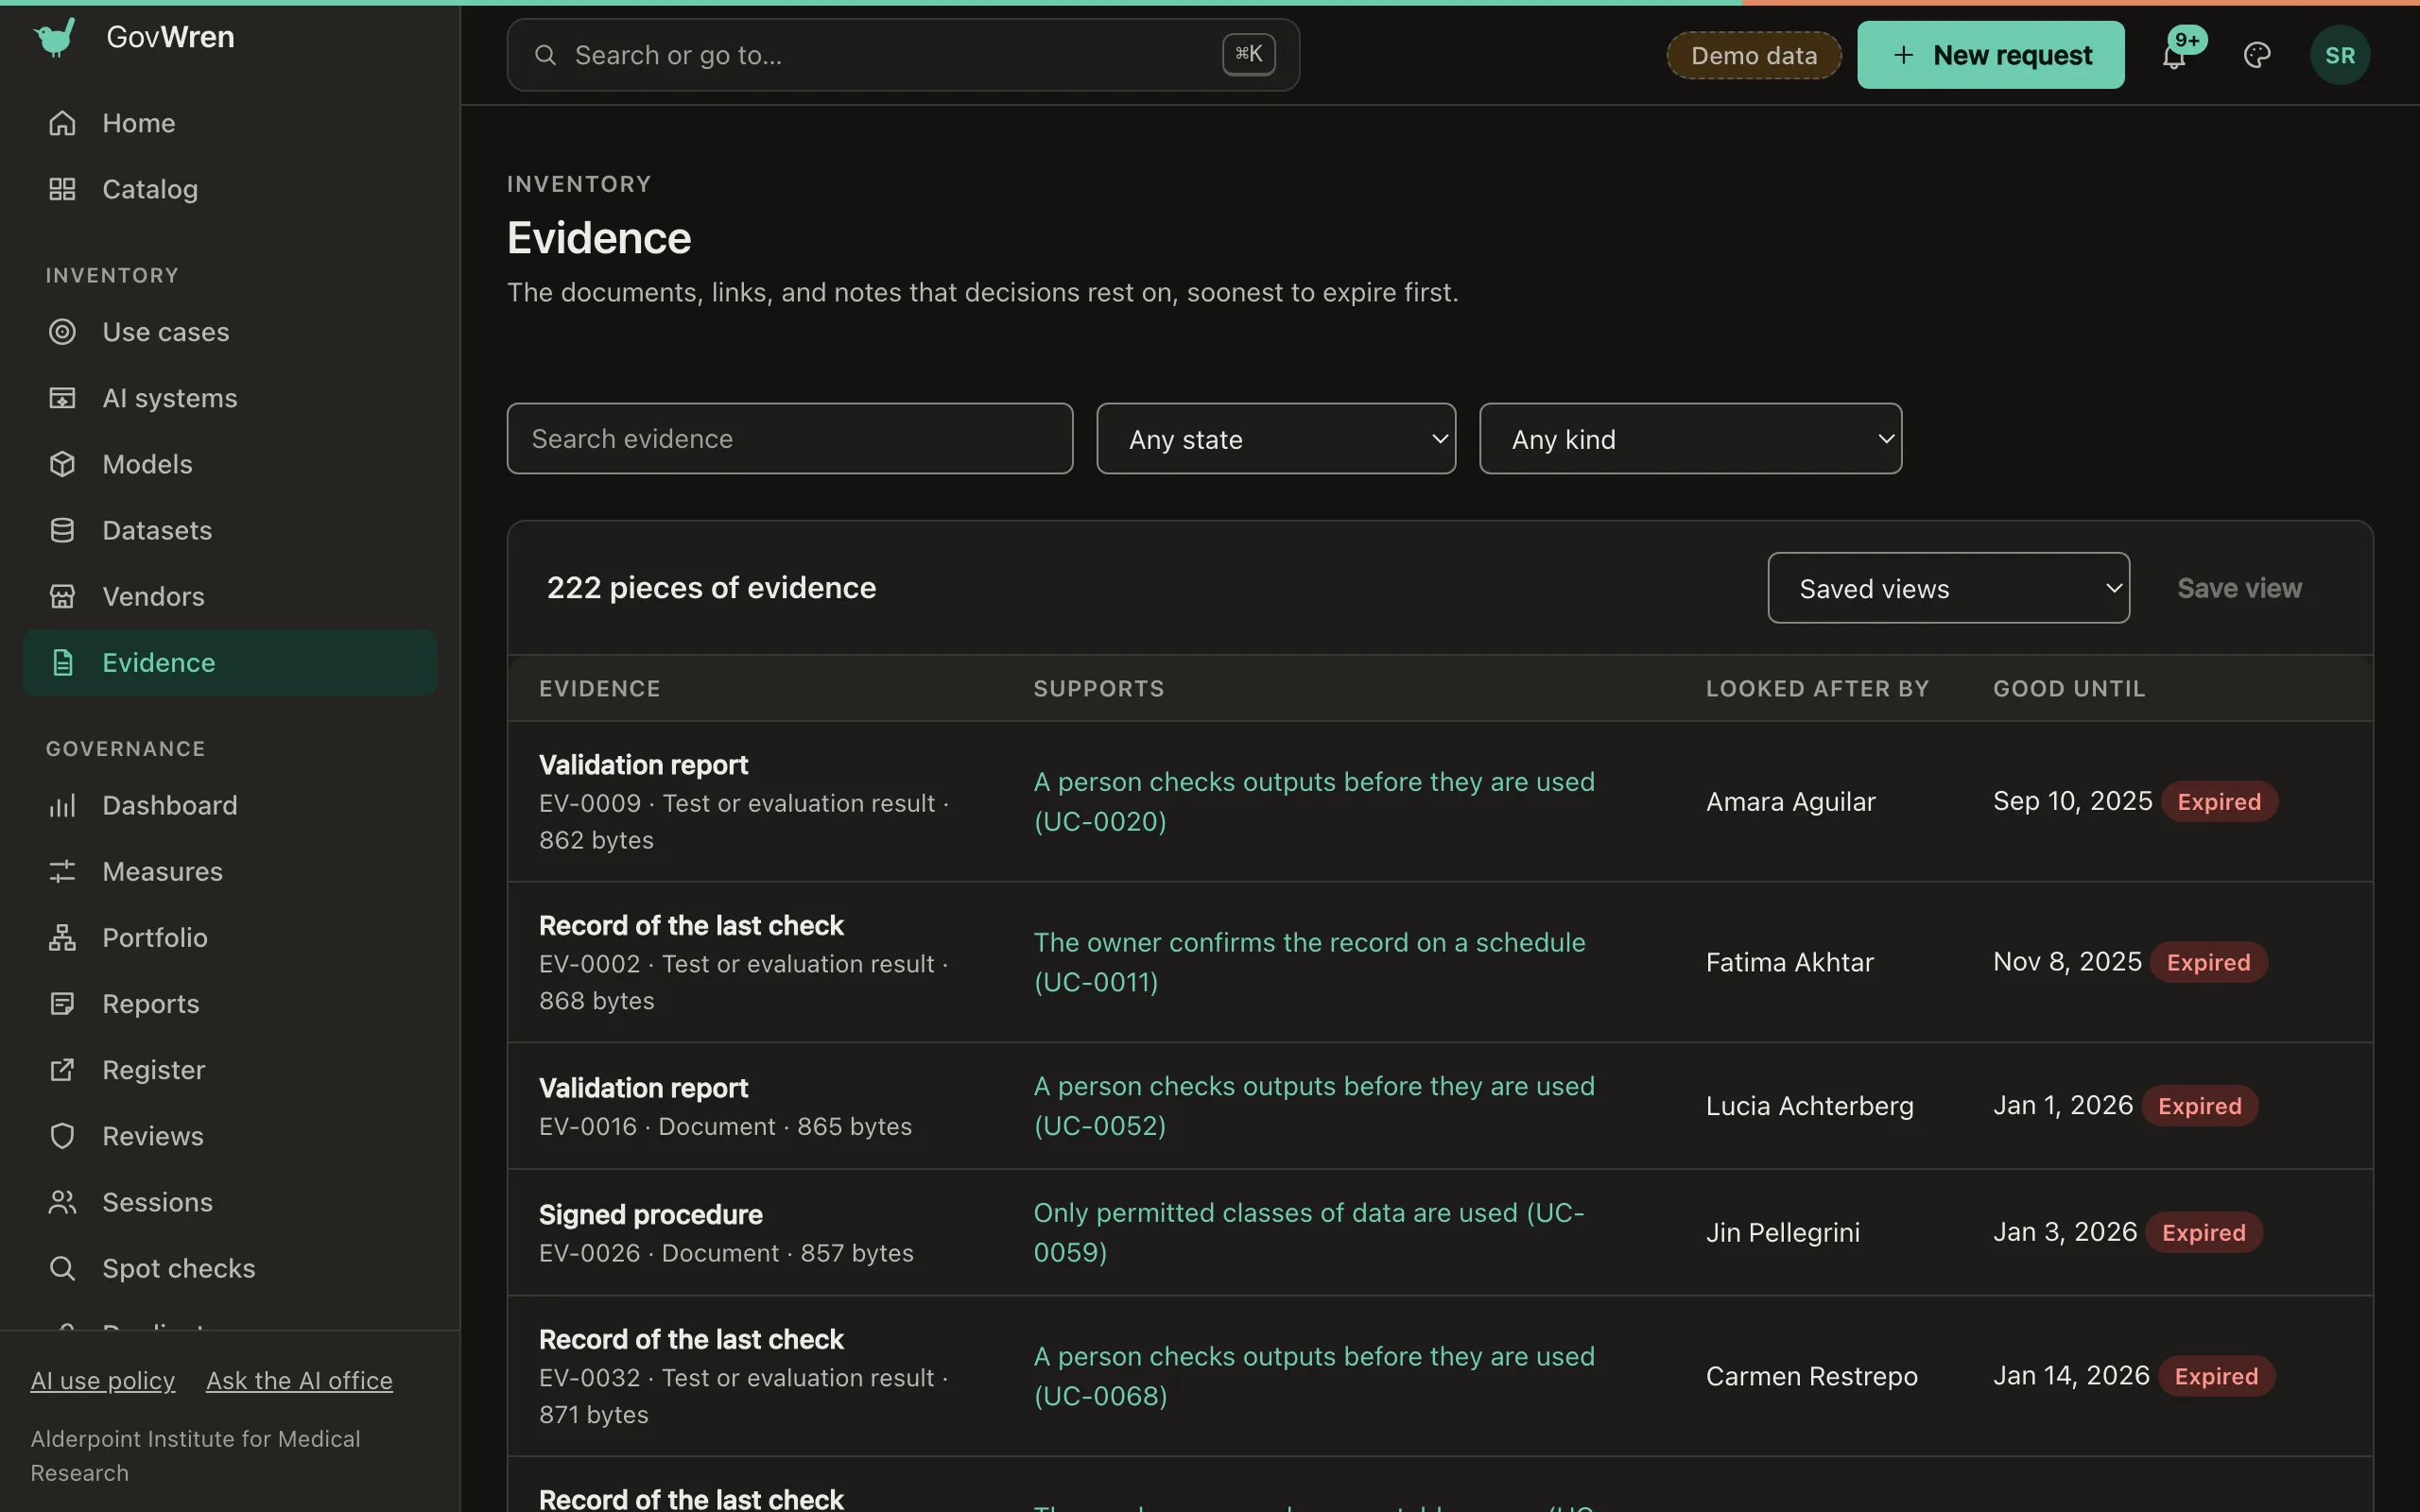 GovWren
Search or go to...
⌘K
Demo data
+ New request
9+
SR
Home
Catalog
INVENTORY
Use cases
AI systems
Models
Datasets
Vendors
Evidence
GOVERNANCE
Dashboard
Measures
Portfolio
Reports
Register
Reviews
Sessions
Spot checks
AI use policy
Ask the AI office
Alderpoint Institute for Medical
Research
INVENTORY
Evidence
The documents, links, and notes that decisions rest on, soonest to expire first.
Search evidence
Any state
Any kind
222 pieces of evidence
Saved views
Save view
EVIDENCE
SUPPORTS
LOOKED AFTER BY
GOOD UNTIL
Validation report
EV-0009 · Test or evaluation result ·
862 bytes
A person checks outputs before they are used
(UC-0020)
Amara Aguilar
Sep 10, 2025 Expired
Record of the last check
EV-0002 · Test or evaluation result ·
868 bytes
The owner confirms the record on a schedule
(UC-0011)
Fatima Akhtar
Nov 8, 2025 Expired
Validation report
EV-0016 · Document · 865 bytes
A person checks outputs before they are used
(UC-0052)
Lucia Achterberg
Jan 1, 2026 Expired
Signed procedure
EV-0026 · Document · 857 bytes
Only permitted classes of data are used (UC-
0059)
Jin Pellegrini
Jan 3, 2026 Expired
Record of the last check
EV-0032 · Test or evaluation result ·
871 bytes
A person checks outputs before they are used
(UC-0068)
Carmen Restrepo
Jan 14, 2026 Expired
Record of the last check